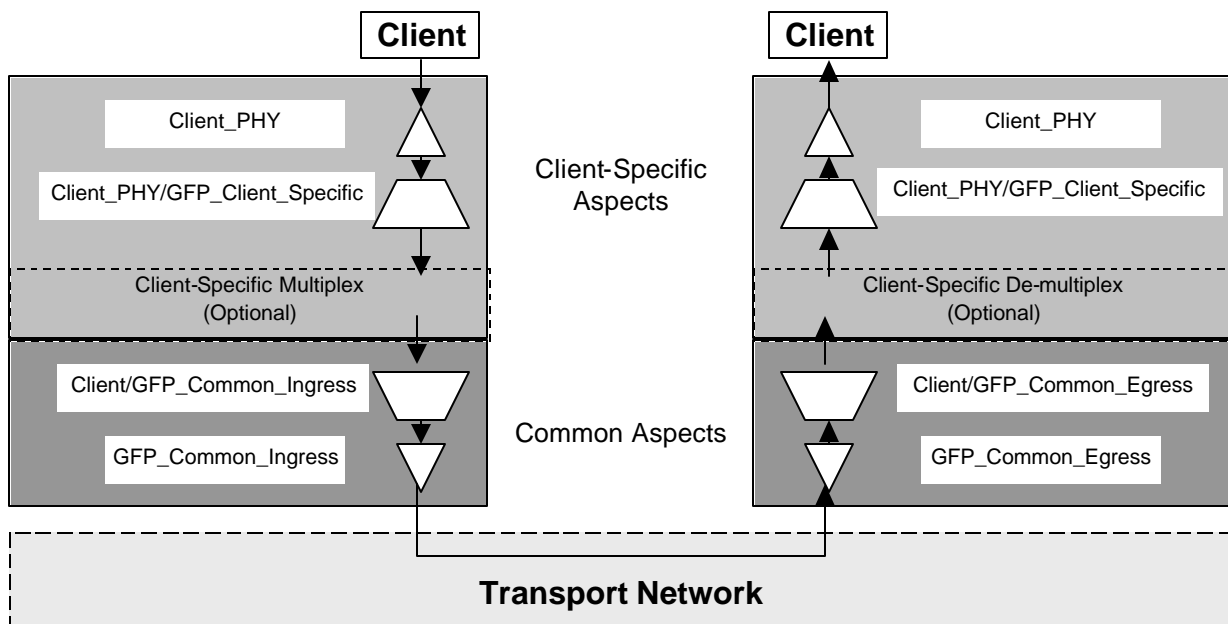 Client
Client
Client_PHY
Client_PHY
Client_PHY/GFP_Client_Specific
Client-Specific
Aspects
Client_PHY/GFP_Client_Specific
Client-Specific Multiplex
(Optional)
Client-Specific De-multiplex
(Optional)
Client/GFP_Common_Ingress
Client/GFP_Common_Egress
Common Aspects
GFP_Common_Ingress
GFP_Common_Egress
Transport Network